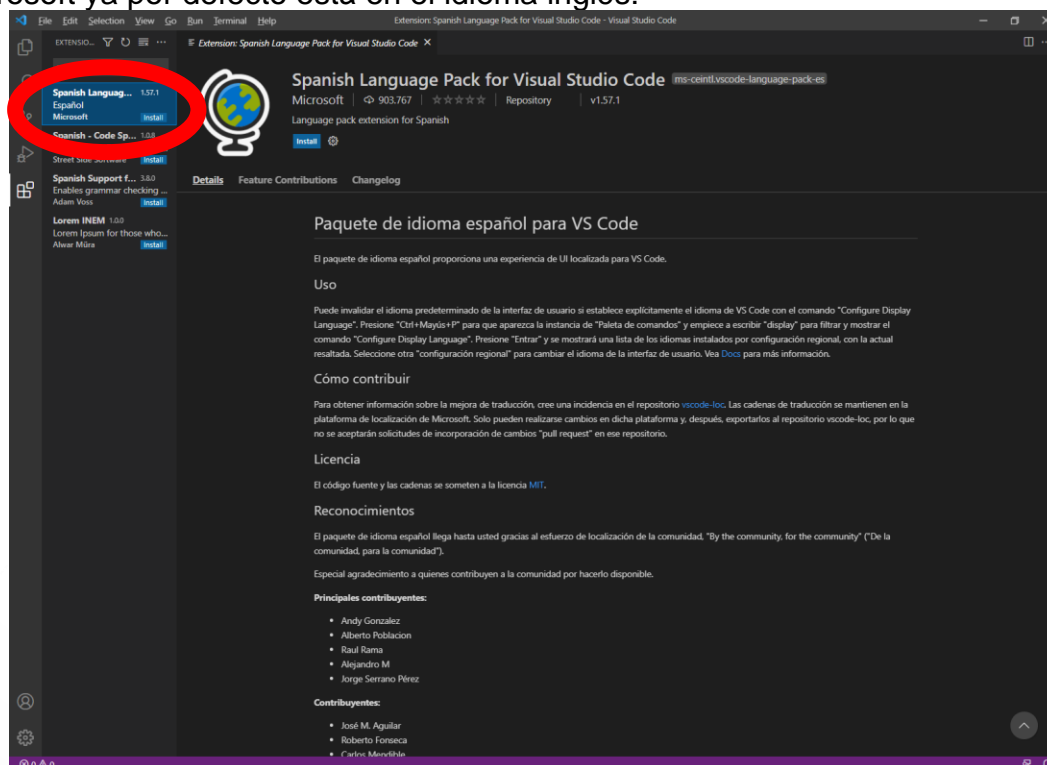 rosoft ya por defecto está en el idioma inglés.
File Edit Selection View Go Run Terminal Help
Extension: Spanish Language Pack for Visual Studio Code - Visual Studio Code
EXTENSIO...
Extension: Spanish Language Pack for Visual Studio Code
Spanish Languag... 1.57.1
Español
Microsoft Install
Spanish - Code Sp... 1.0.8
Street Side Software Install
Spanish Support f... 3.8.0
Enables grammar checking ...
Adam Voss Install
Lorem INEM 1.0.0
Lorem Ipsum for those who...
Alwar Mūra Install
Spanish Language Pack for Visual Studio Code ms-ceintl.vscode-language-pack-es
Microsoft 903.767 Repository v1.57.1
Language pack extension for Spanish
Install
Details Feature Contributions Changelog
Paquete de idioma español para VS Code
El paquete de idioma español proporciona una experiencia de UI localizada para VS Code.
Uso
Puede invalidar el idioma predeterminado de la interfaz de usuario si establece explícitamente el idioma de VS Code con el comando "Configure Display
Language". Presione "Ctrl+Mayús+P" para que aparezca la instancia de "Paleta de comandos" y empiece a escribir "display" para filtrar y mostrar el
comando "Configure Display Language". Presione "Entrar" y se mostrará una lista de los idiomas instalados por configuración regional, con la actual
resaltada. Seleccione otra "configuración regional" para cambiar el idioma de la interfaz de usuario. Vea Docs para más información.
Cómo contribuir
Para obtener información sobre la mejora de traducción, cree una incidencia en el repositorio vscode-loc. Las cadenas de traducción se mantienen en la
plataforma de localización de Microsoft. Solo pueden realizarse cambios en dicha plataforma y, después, exportarlos al repositorio vscode-loc, por lo que
no se aceptarán solicitudes de incorporación de cambios "pull request" en ese repositorio.
Licencia
El código fuente y las cadenas se someten a la licencia MIT.
Reconocimientos
El paquete de idioma español llega hasta usted gracias al esfuerzo de localización de la comunidad, "By the community, for the community" ("De la
comunidad, para la comunidad").
Especial agradecimiento a quienes contribuyen a la comunidad por hacerlo disponible.
Principales contribuyentes:
• Andy Gonzalez
• Alberto Poblacion
• Raul Rama
• Alejandro M
• Jorge Serrano Pérez
Contribuyentes:
• José M. Aguilar
• Roberto Fonseca
• Carlos Mendible
0 0